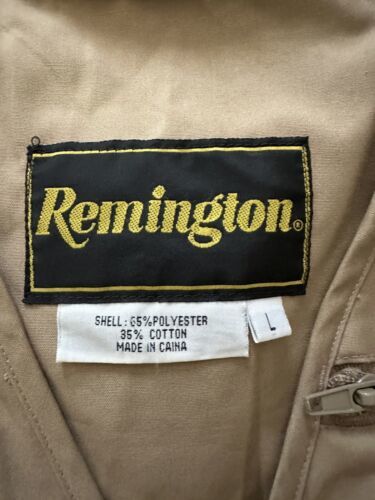 Remington®
SHELL: 65%POLYESTER
35% COTTON
MADE IN CAINA
L